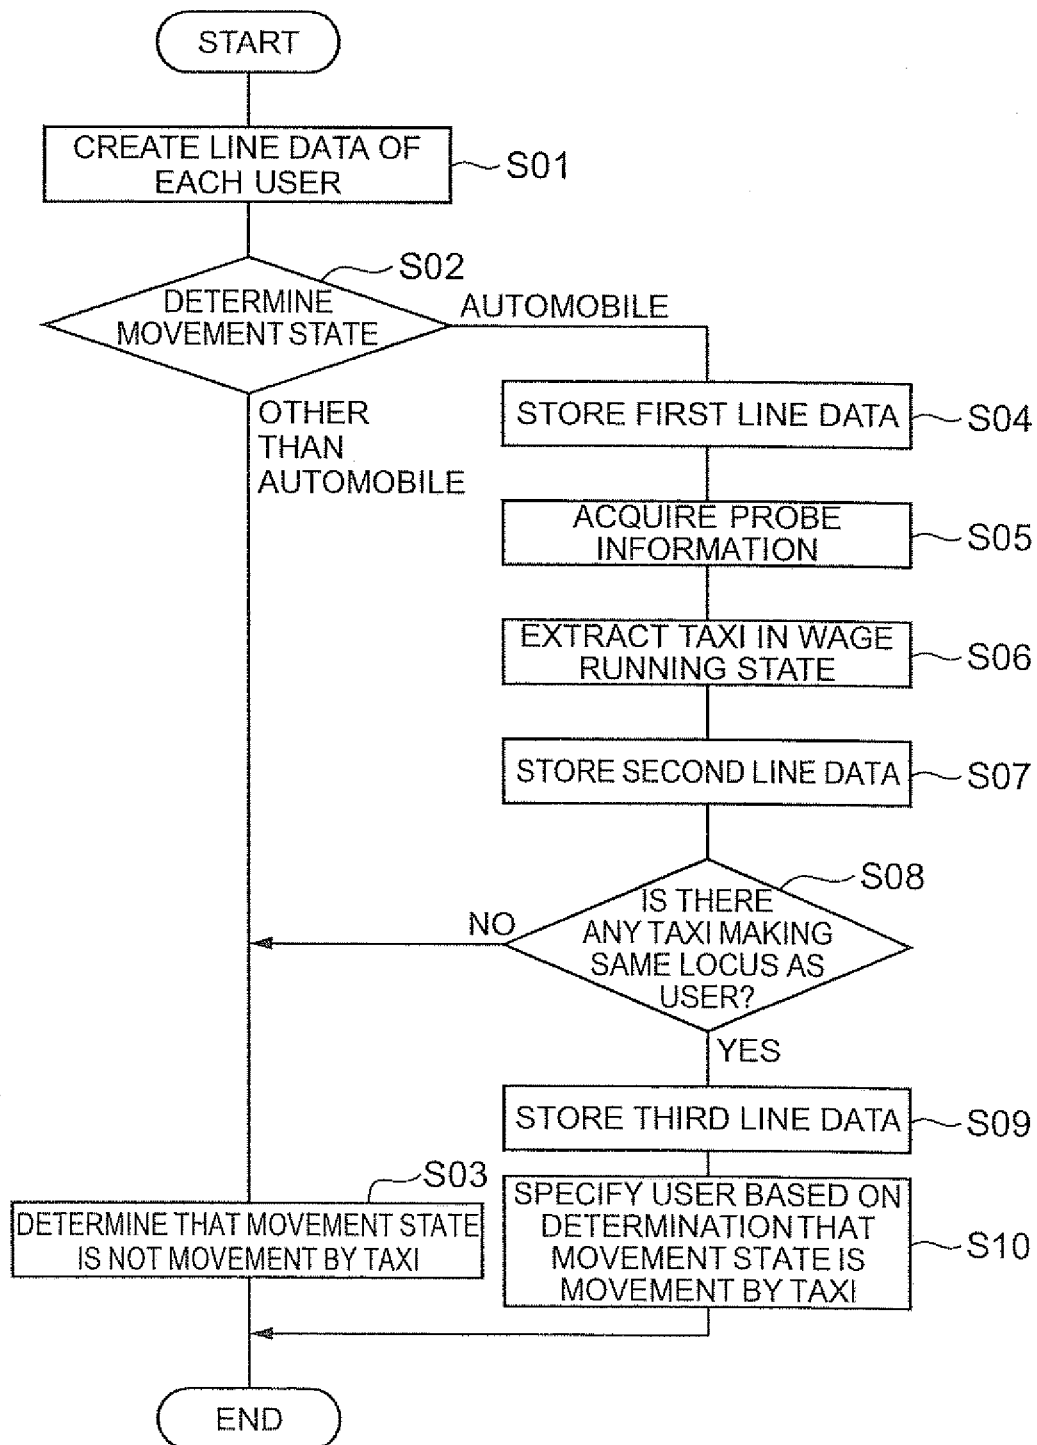 START
CREATE LINE DATA OF
EACH USER
S01
S02
DETERMINE
MOVEMENT STATE
AUTOMOBILE
OTHER
THAN
AUTOMOBILE
STORE FIRST LINE DATA
S04
ACQUIRE PROBE
INFORMATION
S05
EXTRACT TAXI IN WAGE
RUNNING STATE
S06
STORE SECOND LINE DATA
S07
S08
IS THERE
ANY TAXI MAKING
SAME LOCUS AS
USER?
NO
YES
STORE THIRD LINE DATA
S09
S03
DETERMINE THAT MOVEMENT STATE
IS NOT MOVEMENT BY TAXI
SPECIFY USER BASED ON
DETERMINATION THAT
MOVEMENT STATE IS
MOVEMENT BY TAXI
S10
END